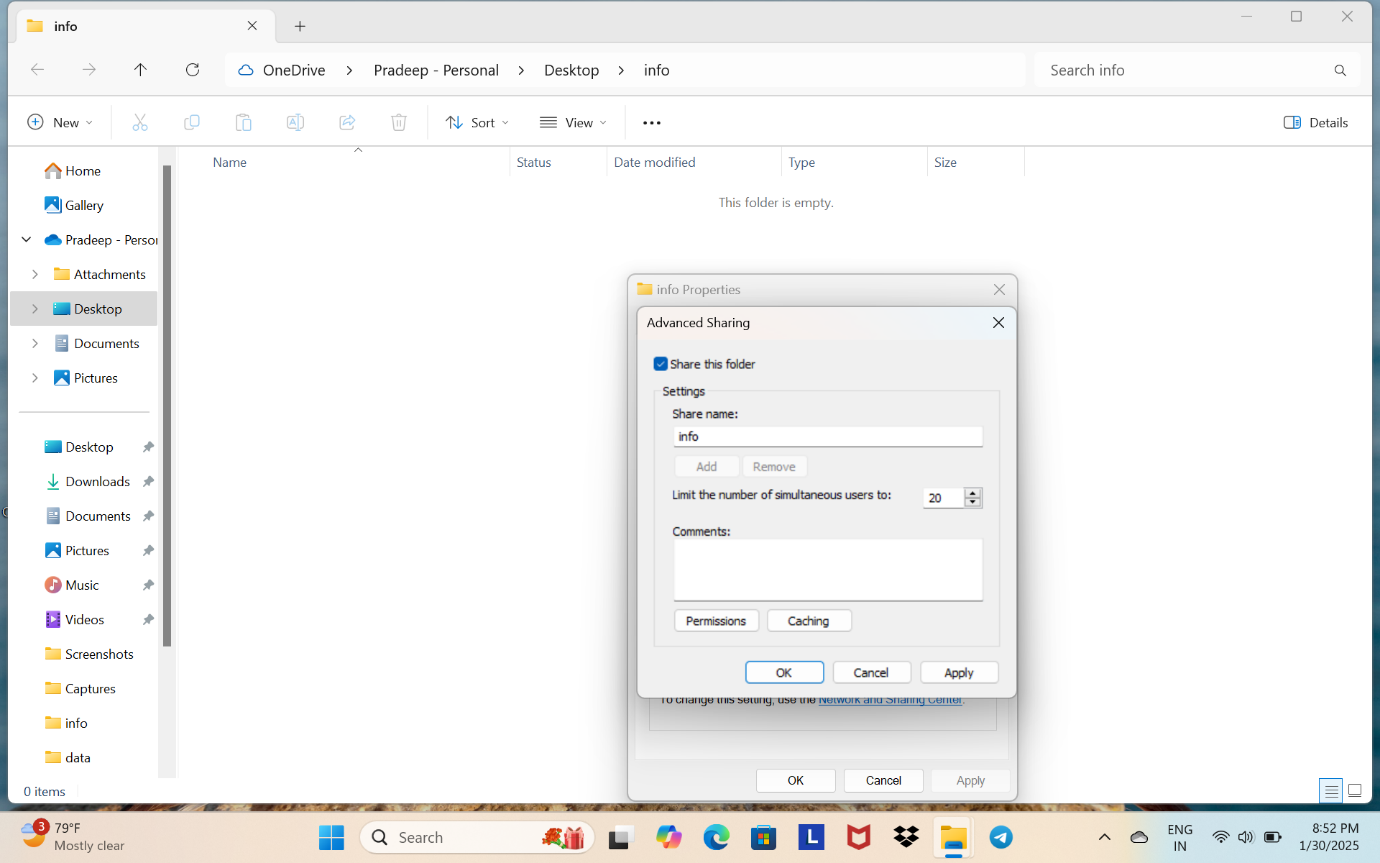 info
OneDrive > Pradeep - Personal > Desktop > info
Search info
New Sort View Details
Name Status Date modified Type Size
This folder is empty.
Home
Gallery
Pradeep - Person
Attachments
Desktop
Documents
Pictures
Desktop
Downloads
Documents
Pictures
Music
Videos
Screenshots
Captures
info
data
0 items
info Properties
Advanced Sharing
Share this folder
Settings
Share name:
info
Add Remove
Limit the number of simultaneous users to: 20
Comments:
Permissions Caching
OK Cancel Apply
To change this setting, use the Network and Sharing Center.
OK Cancel Apply
3
79°F
Mostly clear
Search
L
ENG
IN
8:52 PM
1/30/2025